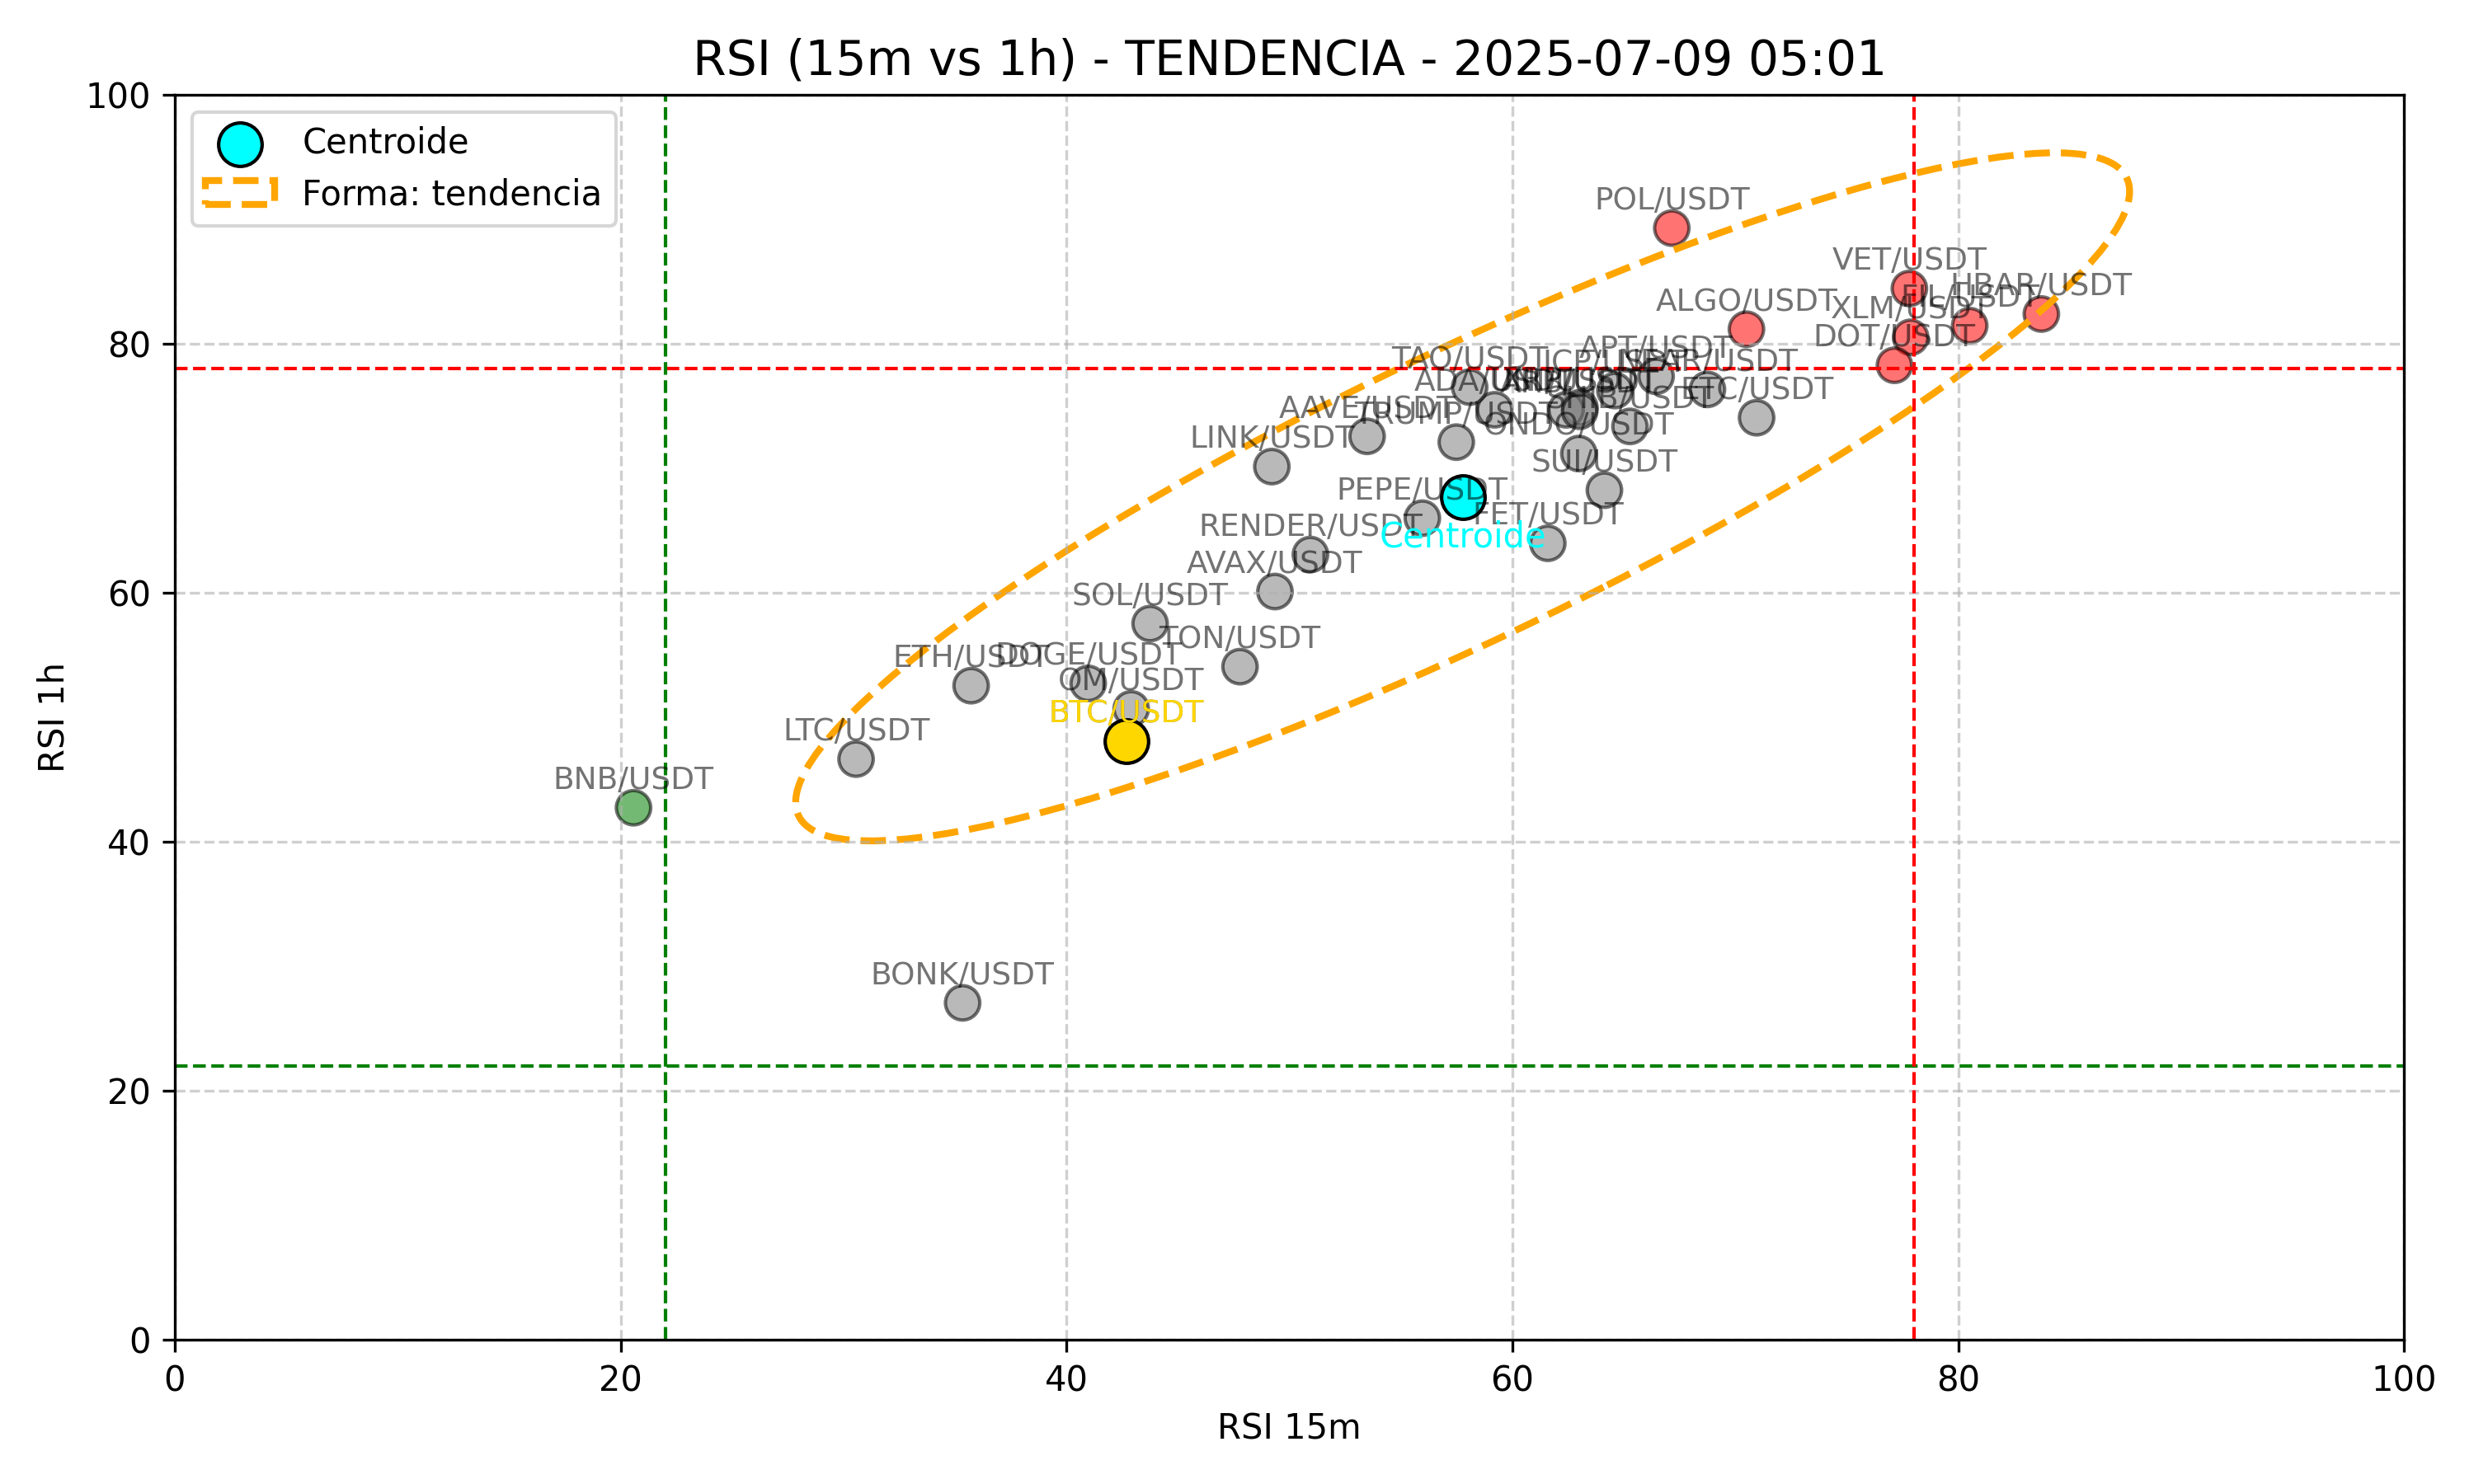 RSI (15m vs 1h) - TENDENCIA - 2025-07-09 05:01
Centroide
Forma: tendencia
100
80
60
40
20
0
RSI 1h
POL/USDT
VET/USDT
HBAR/USDT
ALGO/USDT
XLM/USDT
DOT/USDT
APT/USDT
TAO/USDT
ETC/USDT
AAVE/USDT
TRUMP/USDT
ONDO/USDT
LINK/USDT
SUI/USDT
PEPE/USDT
FET/USDT
RENDER/USDT
Centroide
AVAX/USDT
SOL/USDT
TON/USDT
ETH/USDT
DOGE/USDT
OM/USDT
BTC/USDT
LTC/USDT
BNB/USDT
BONK/USDT
0
20
40
60
80
100
RSI 15m